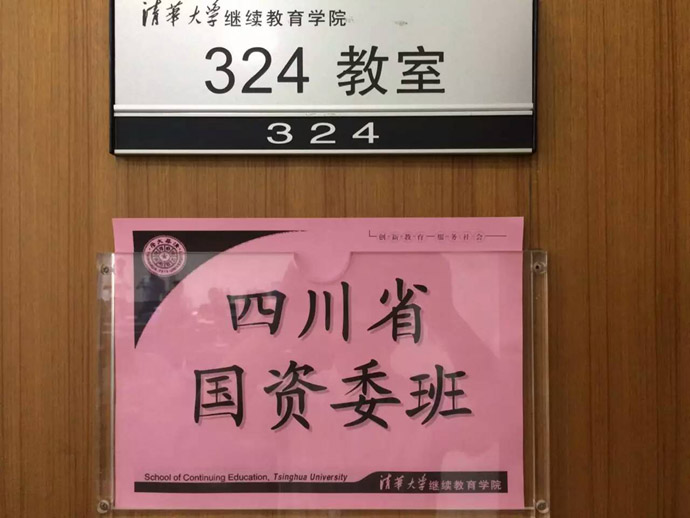 清华大学继续教育学院
324 教室
324
创新教育 服务社会
四川省
国资委班
School of Continuing Education, Tsinghua University
清华大学继续教育学院